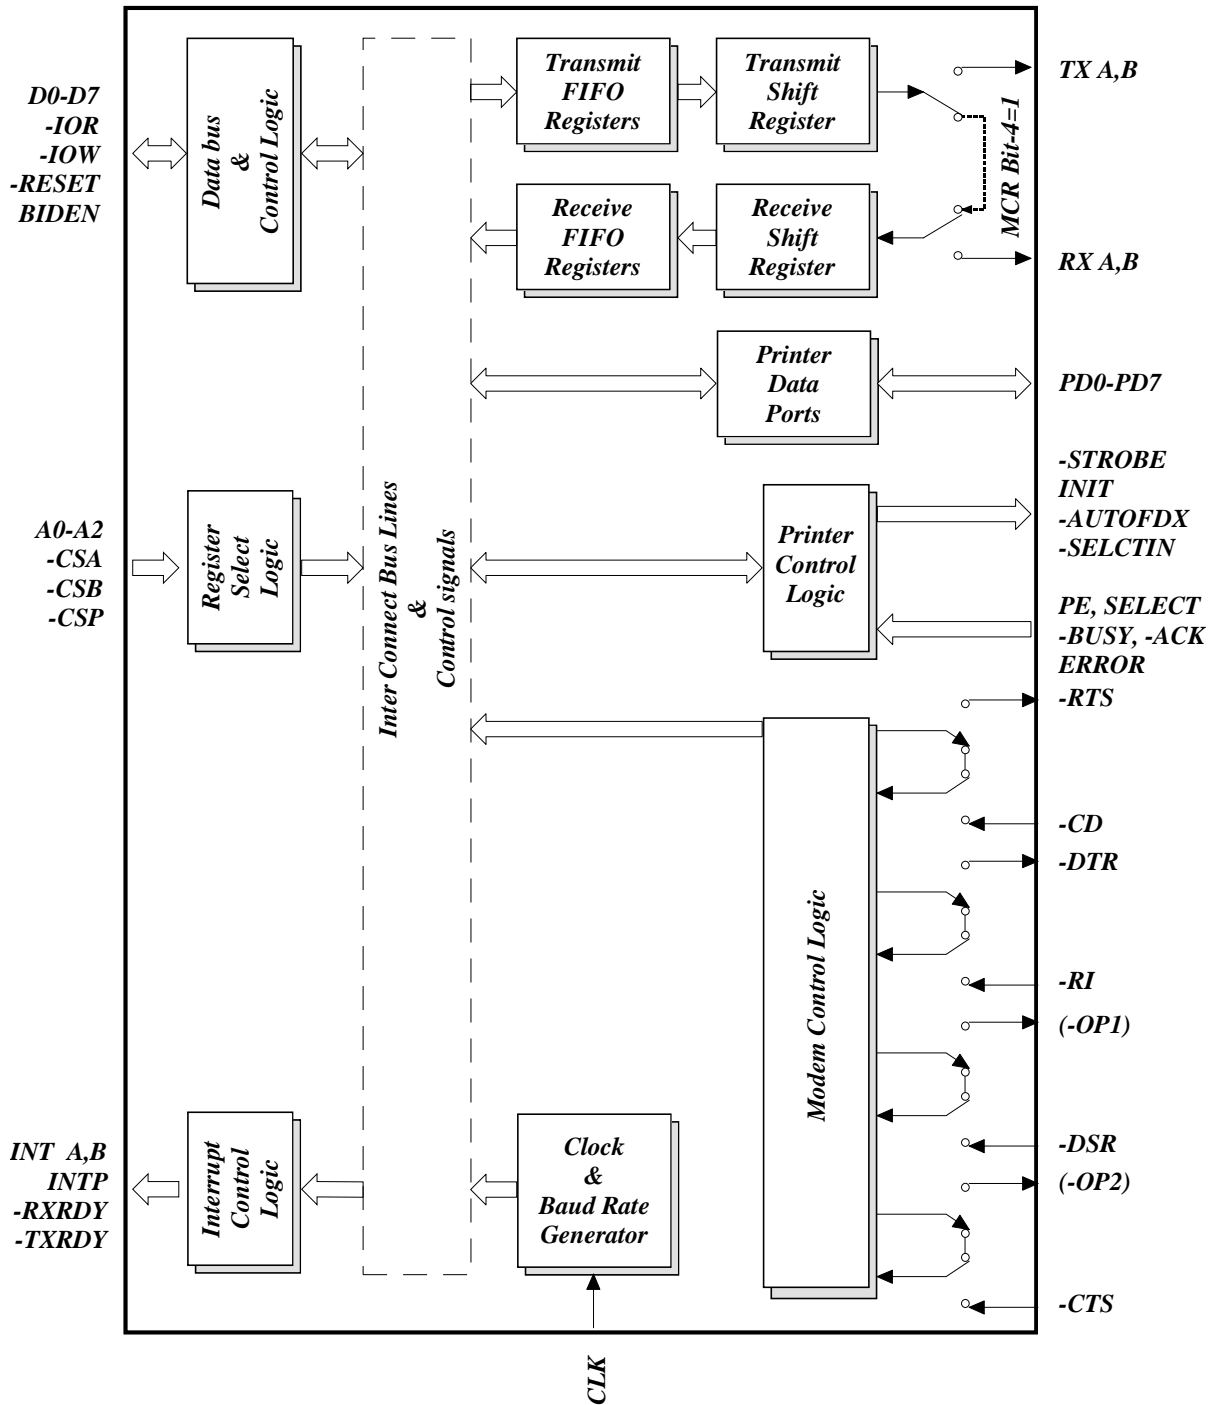 D0-D7
-IOR
-IOW
-RESET
BIDEN
Data bus
&
Control Logic
A0-A2
-CSA
-CSB
-CSP
Register
Select
Logic
INT A,B
INTP
-RXRDY
-TXRDY
Interrupt
Control
Logic
Inter Connect Bus Lines
&
Control signals
Transmit
FIFO
Registers
Transmit
Shift
Register
Receive
FIFO
Registers
Receive
Shift
Register
MCR Bit-4=1
TX A,B
RX A,B
Printer
Data
Ports
PD0-PD7
Printer
Control
Logic
-STROBE
INIT
-AUTOFDX
-SELCTIN
PE, SELECT
-BUSY, -ACK
ERROR
Modem Control Logic
-RTS
-CD
-DTR
-RI
(-OP1)
-DSR
(-OP2)
-CTS
Clock
&
Baud Rate
Generator
CLK